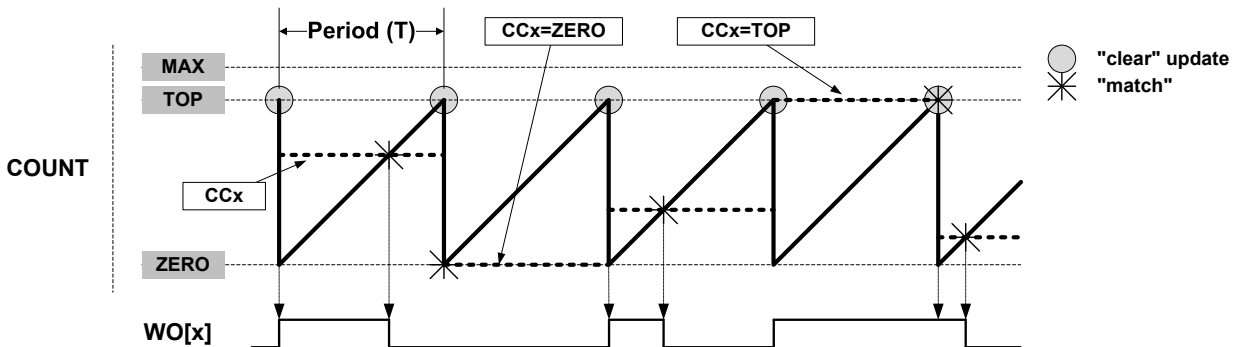 Period (T)
CCx=ZERO
CCx=TOP
"clear" update
"match"
MAX
TOP
COUNT
CCx
ZERO
WO[x]